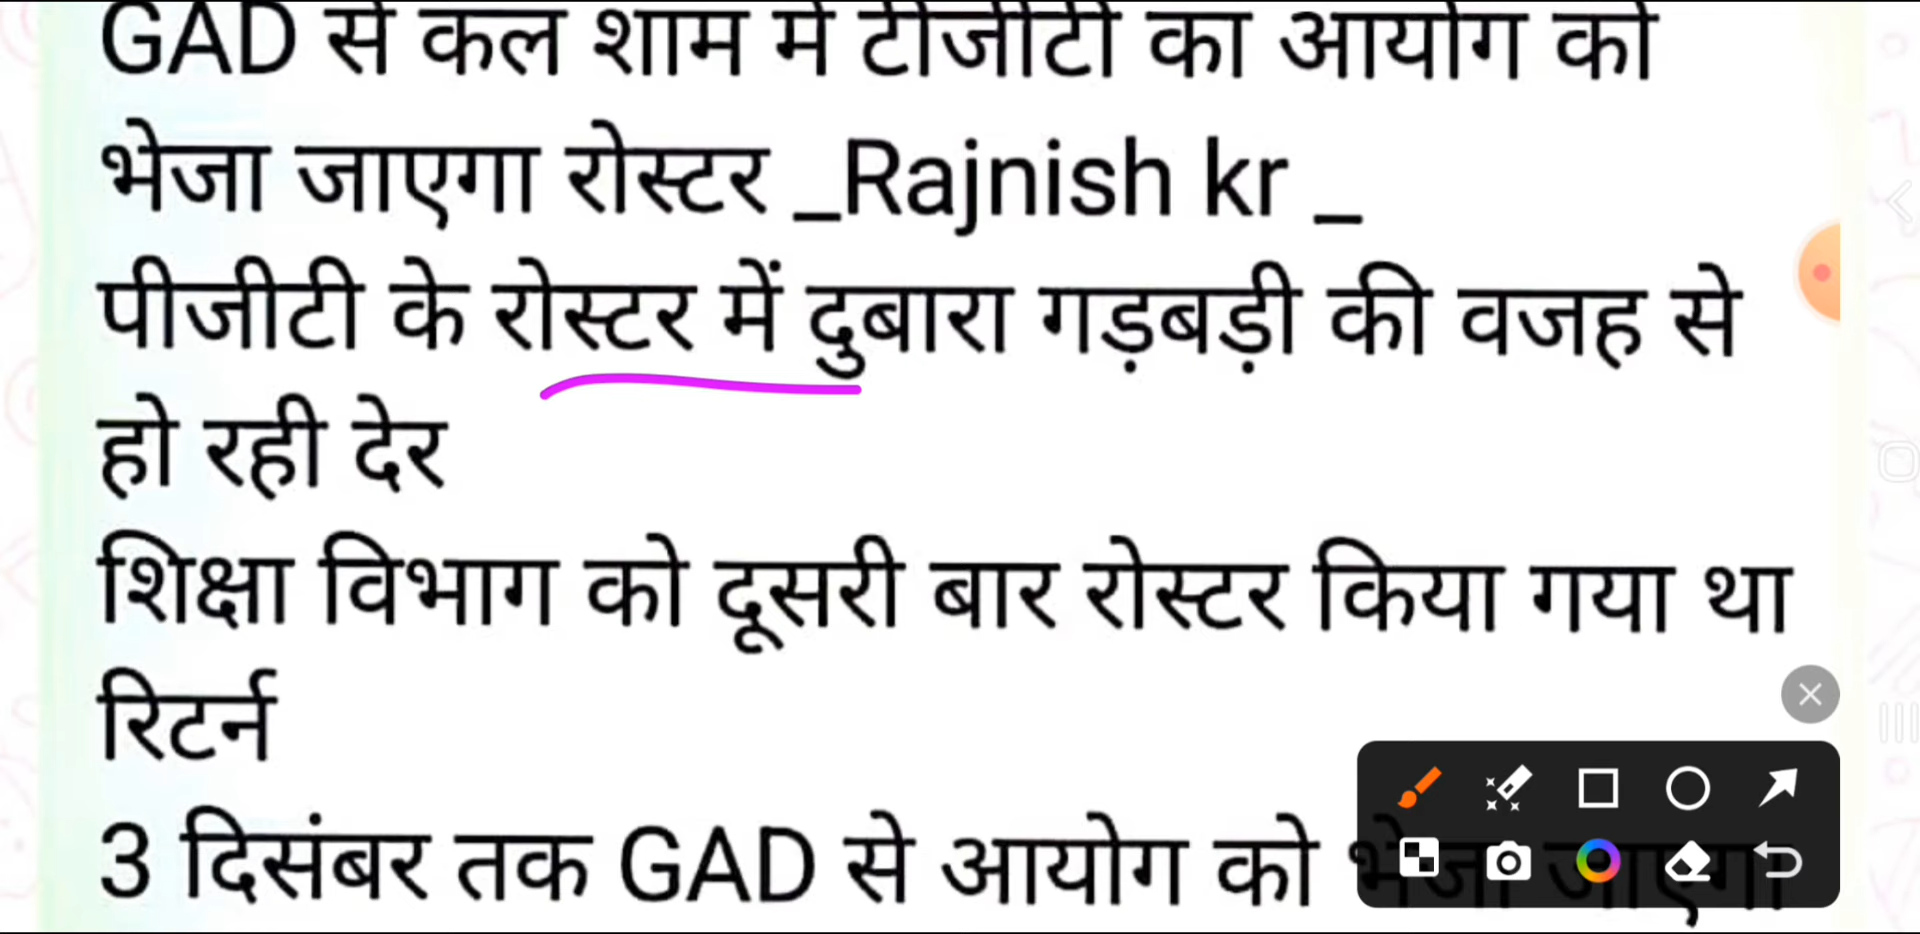 GAD से कल शाम में टीजीटी का आयोग को
भेजा जाएगा रोस्टर _Rajnish kr _
पीजीटी के रोस्टर में दुबारा गड़बड़ी की वजह से
हो रही देर
शिक्षा विभाग को दूसरी बार रोस्टर किया गया था
रिटर्न
3 दिसंबर तक GAD से आयोग को भेजा जाएगा